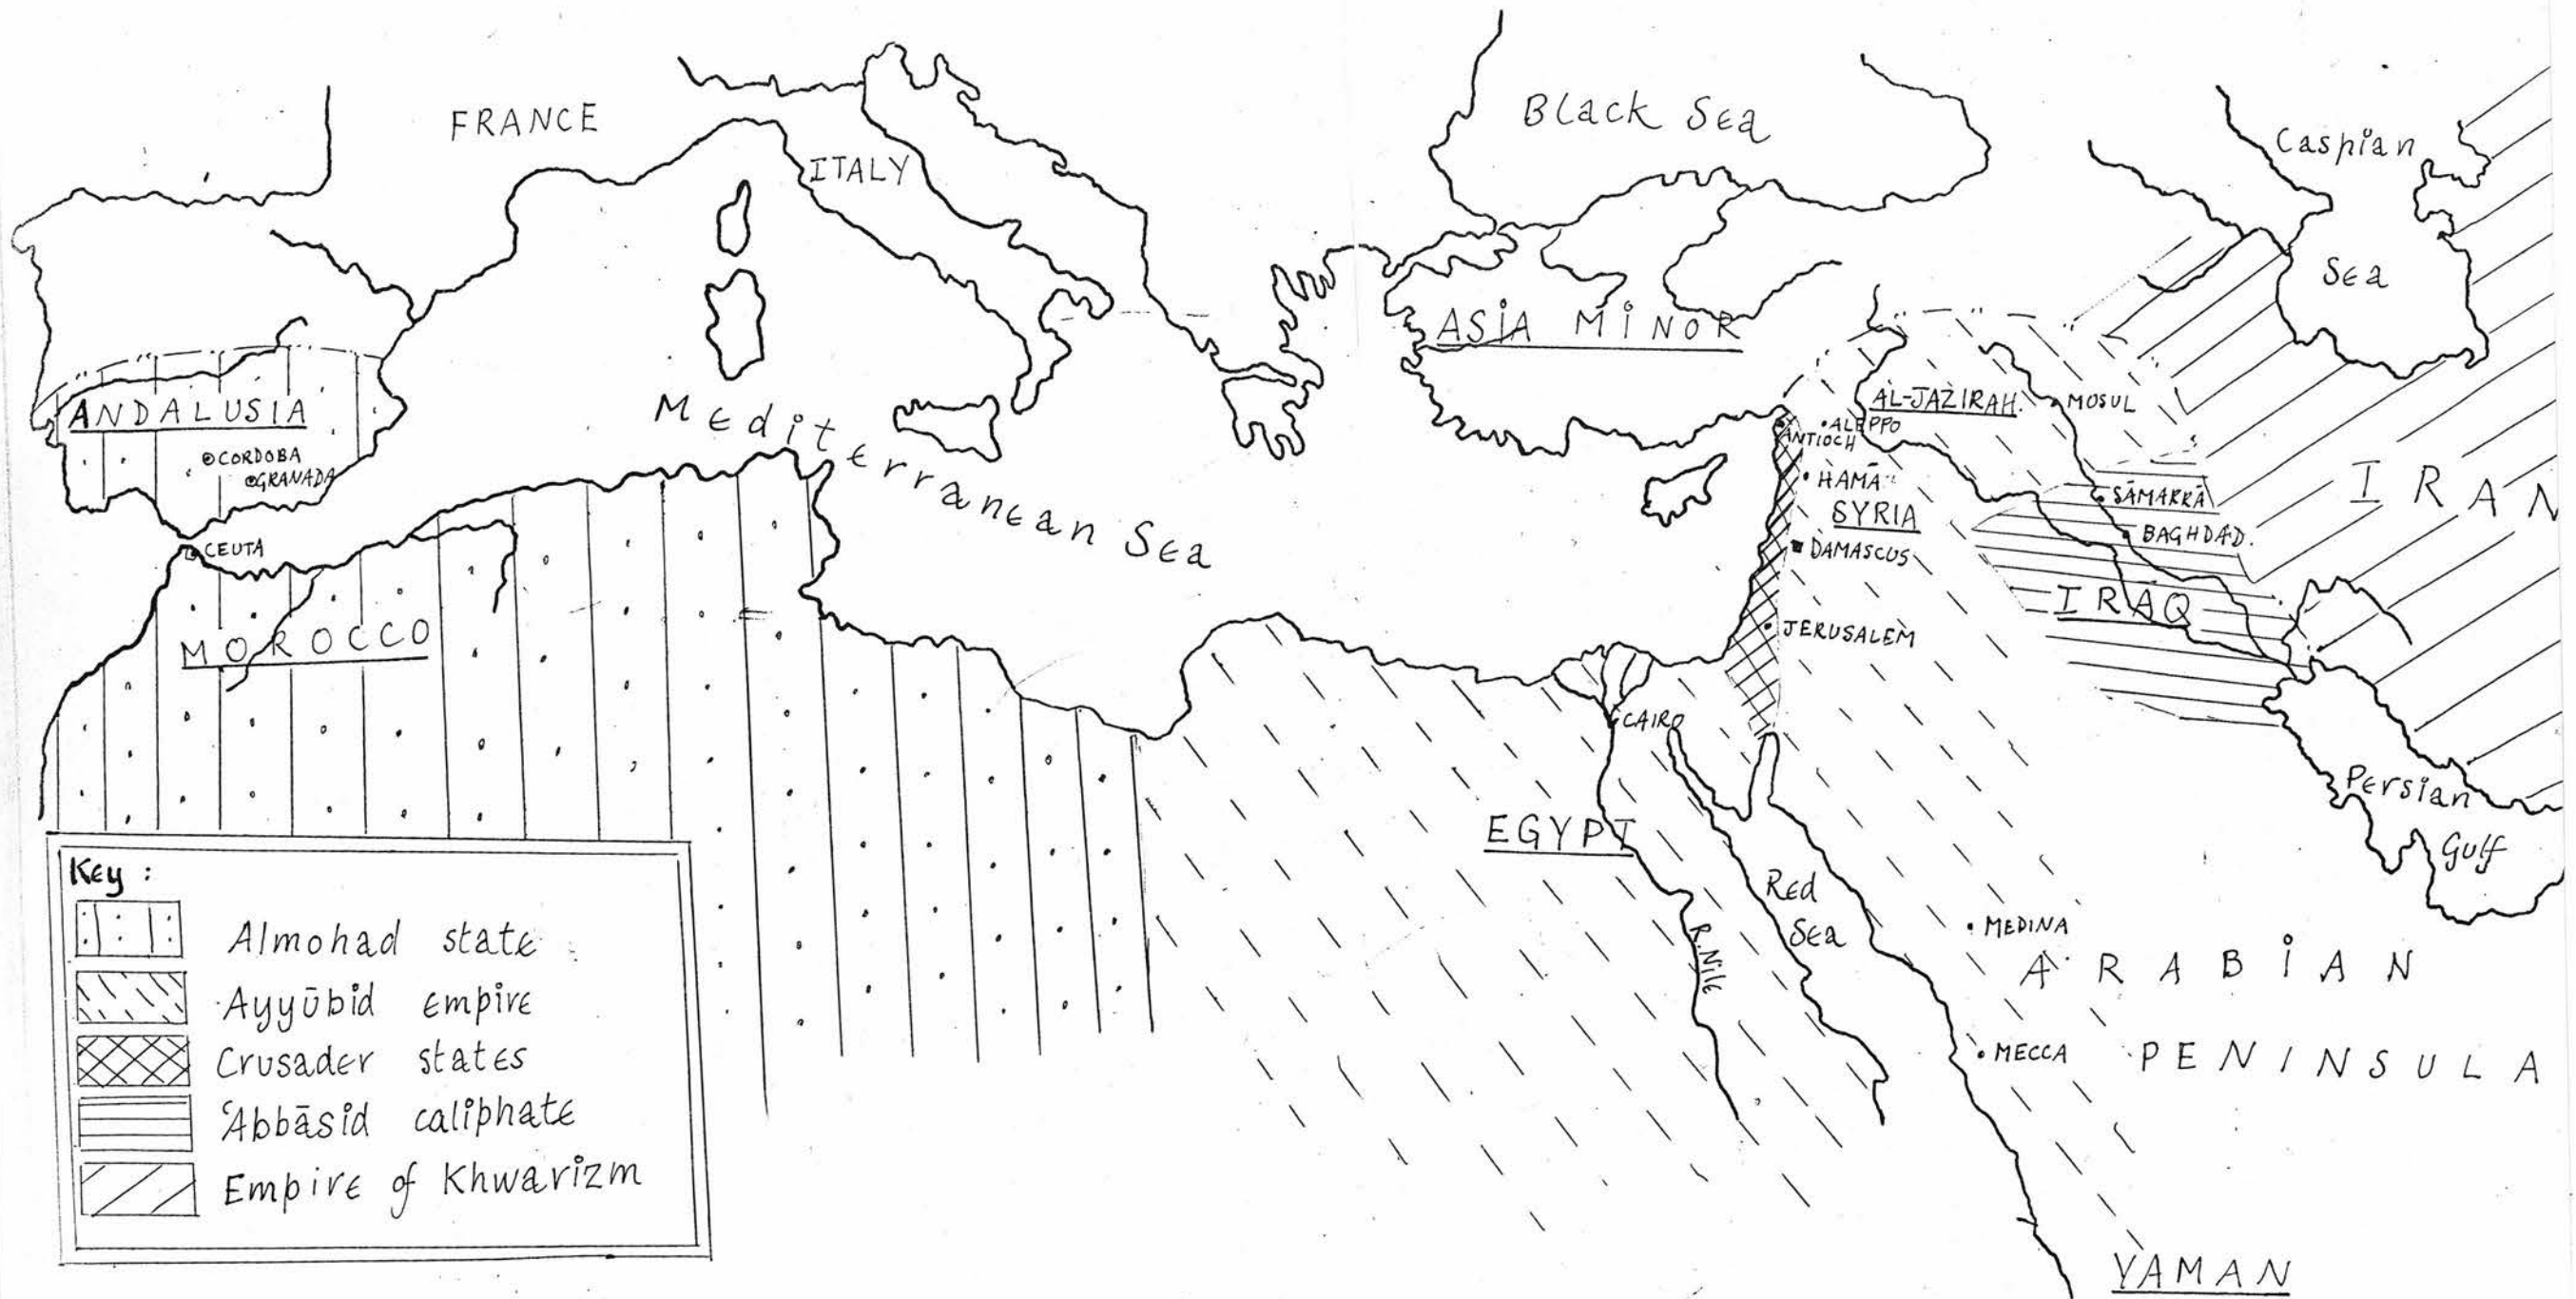 FRANCE
ITALY
Black Sea
Caspian
Sea
ASIA MINOR
ANDALUSIA
CORDOBA
GRANADA
CEUTA
MOROCCO
Mediterranean Sea
AL-JAZIRAH
MOSUL
ALEPPO
ANTIOCH
HAMĀ
SYRIA
DAMASCUS
JERUSALEM
SĀMARRĀ
BAGHDAD
IRAQ
IRAN
CAIRO
EGYPT
R.Nile
Red
Sea
Persian
Gulf
MEDINA
MECCA
ARABIAN
PENINSULA
YAMAN
Key :
Almohad state
Ayyūbid empire
Crusader states
'Abbāsid caliphate
Empire of Khwarizm